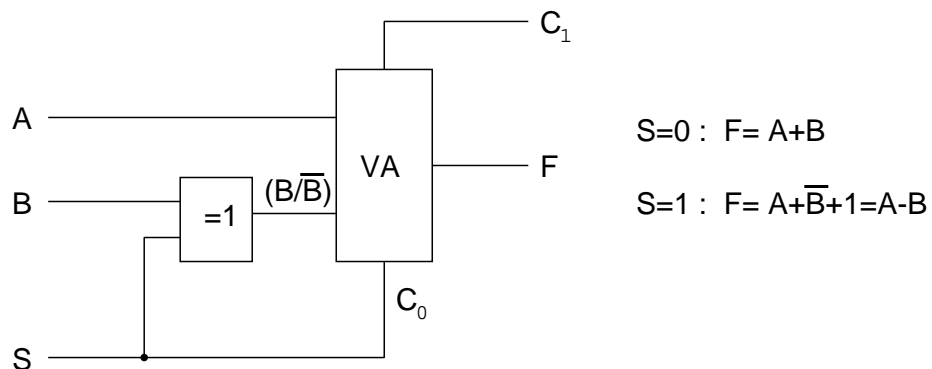 C₁
A
S=0 : F= A+B
VA
F
(B/B̅)
B
=1
S=1 : F= A+B̅+1=A-B
C₀
S